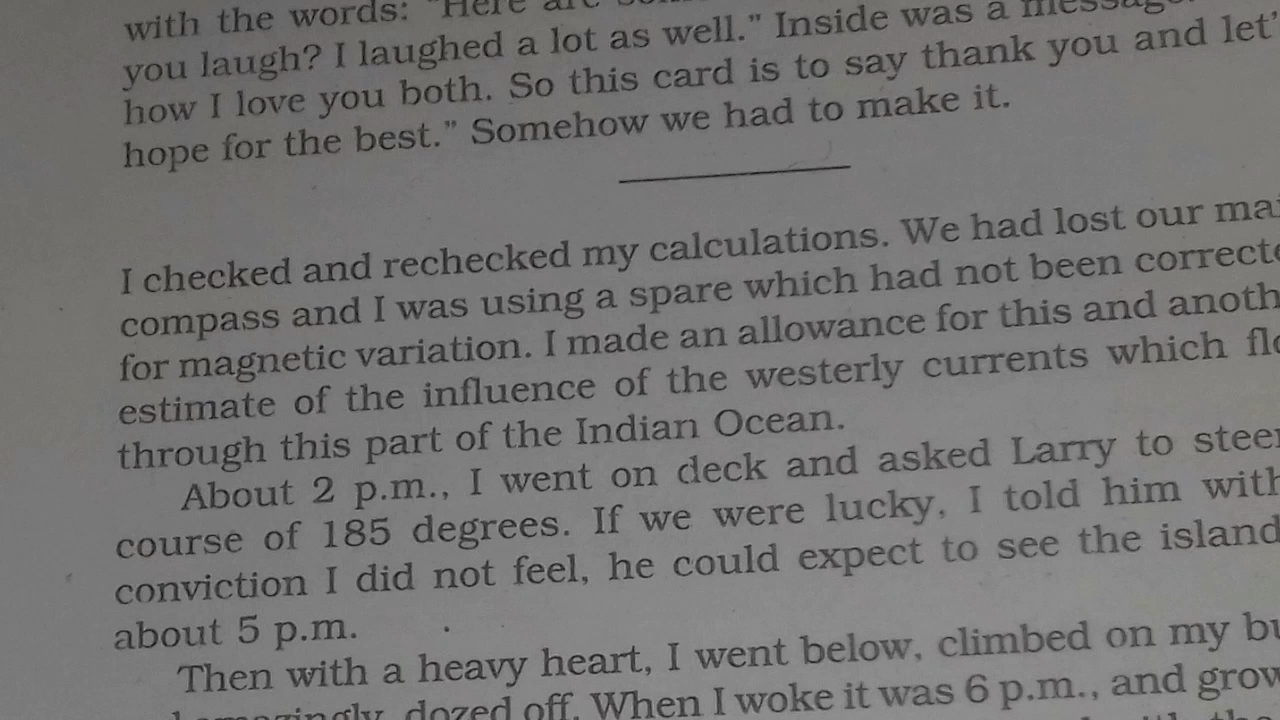 with the words: "Here are
you laugh? I laughed a lot as well." Inside was a message.
how I love you both. So this card is to say thank you and let'
hope for the best." Somehow we had to make it.
I checked and rechecked my calculations. We had lost our mai
compass and I was using a spare which had not been correcte
for magnetic variation. I made an allowance for this and anoth
estimate of the influence of the westerly currents which flo
through this part of the Indian Ocean.
About 2 p.m., I went on deck and asked Larry to steer
course of 185 degrees. If we were lucky, I told him with
conviction I did not feel, he could expect to see the island
about 5 p.m.
Then with a heavy heart, I went below, climbed on my bu
dozed off. When I woke it was 6 p.m., and grow